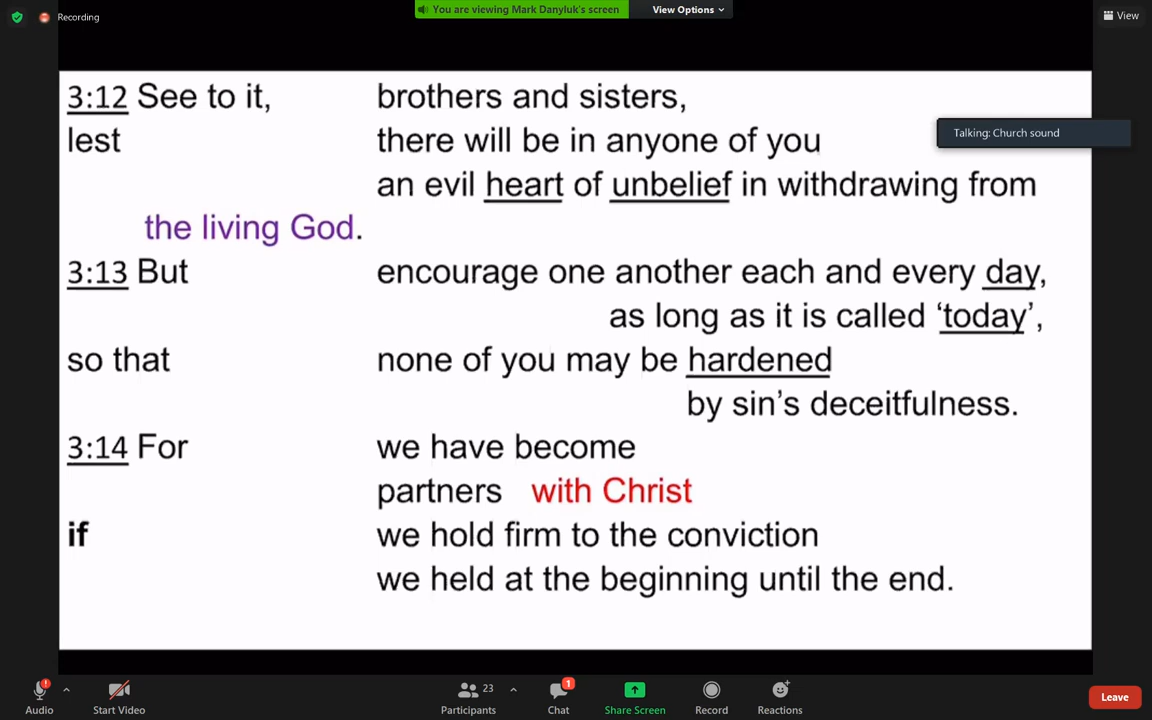 Recording
You are viewing Mark Danyluk's screen View Options
View
Talking: Church sound
3:12 See to it, brothers and sisters,
lest there will be in anyone of you
an evil heart of unbelief in withdrawing from
the living God.
3:13 But encourage one another each and every day,
as long as it is called ‘today’,
so that none of you may be hardened
by sin’s deceitfulness.
3:14 For we have become
partners with Christ
if we hold firm to the conviction
we held at the beginning until the end.
Audio Start Video 23 Participants 1 Chat Share Screen Record Reactions Leave